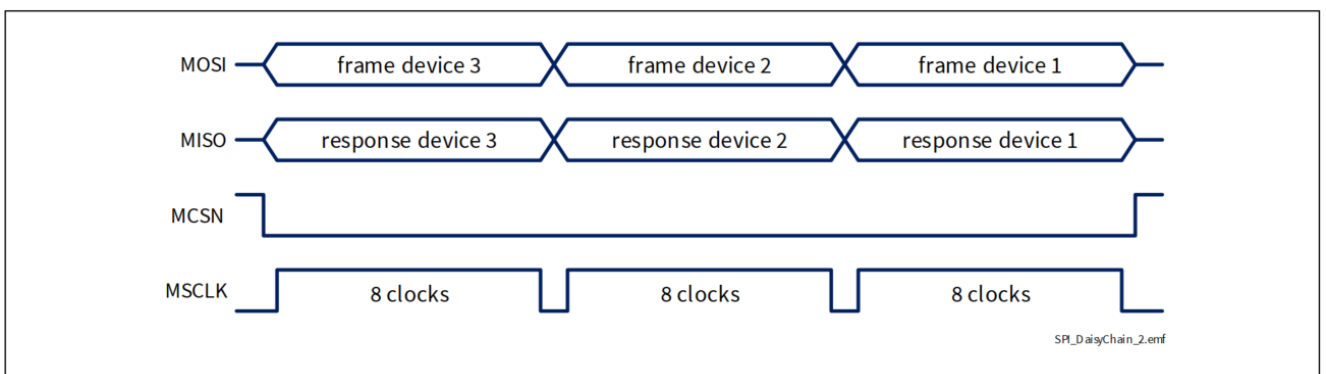 MOSI frame device 3 frame device 2 frame device 1
MISO response device 3 response device 2 response device 1
MCSN
MSCLK 8 clocks 8 clocks 8 clocks
SPI_DaisyChain_2.emf